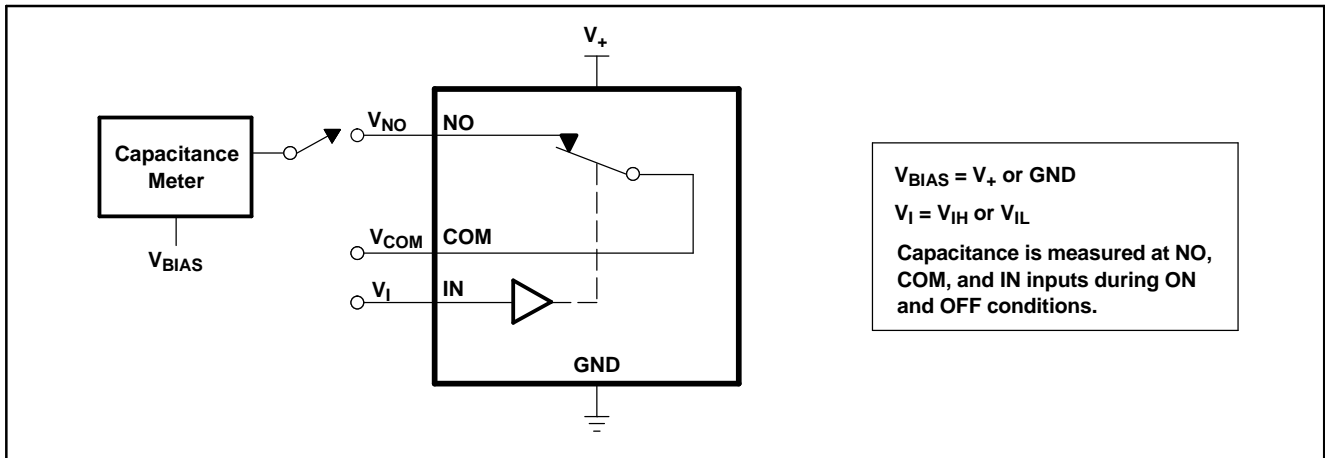 V+
Capacitance
Meter
VBIAS
VNO
NO
VCOM
COM
VI
IN
GND
VBIAS = V+ or GND
VI = VIH or VIL
Capacitance is measured at NO,
COM, and IN inputs during ON
and OFF conditions.